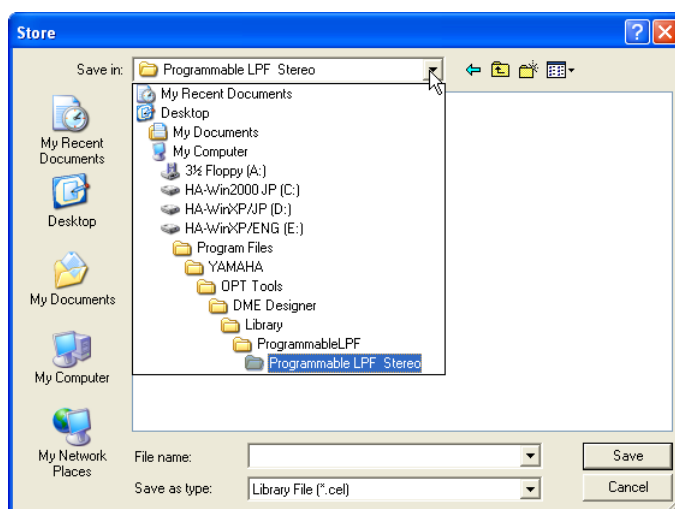 Store
Save in:
Programmable LPF  Stereo
My Recent Documents
Desktop
My Documents
My Computer
3½ Floppy (A:)
HA-Win2000 JP (C:)
HA-WinXP/JP (D:)
HA-WinXP/ENG (E:)
Program Files
YAMAHA
OPT Tools
DME Designer
Library
ProgrammableLPF
Programmable LPF  Stereo
My Recent
Documents
Desktop
My Documents
My Computer
My Network
Places
File name:
Save
Save as type:
Library File (*.cel)
Cancel